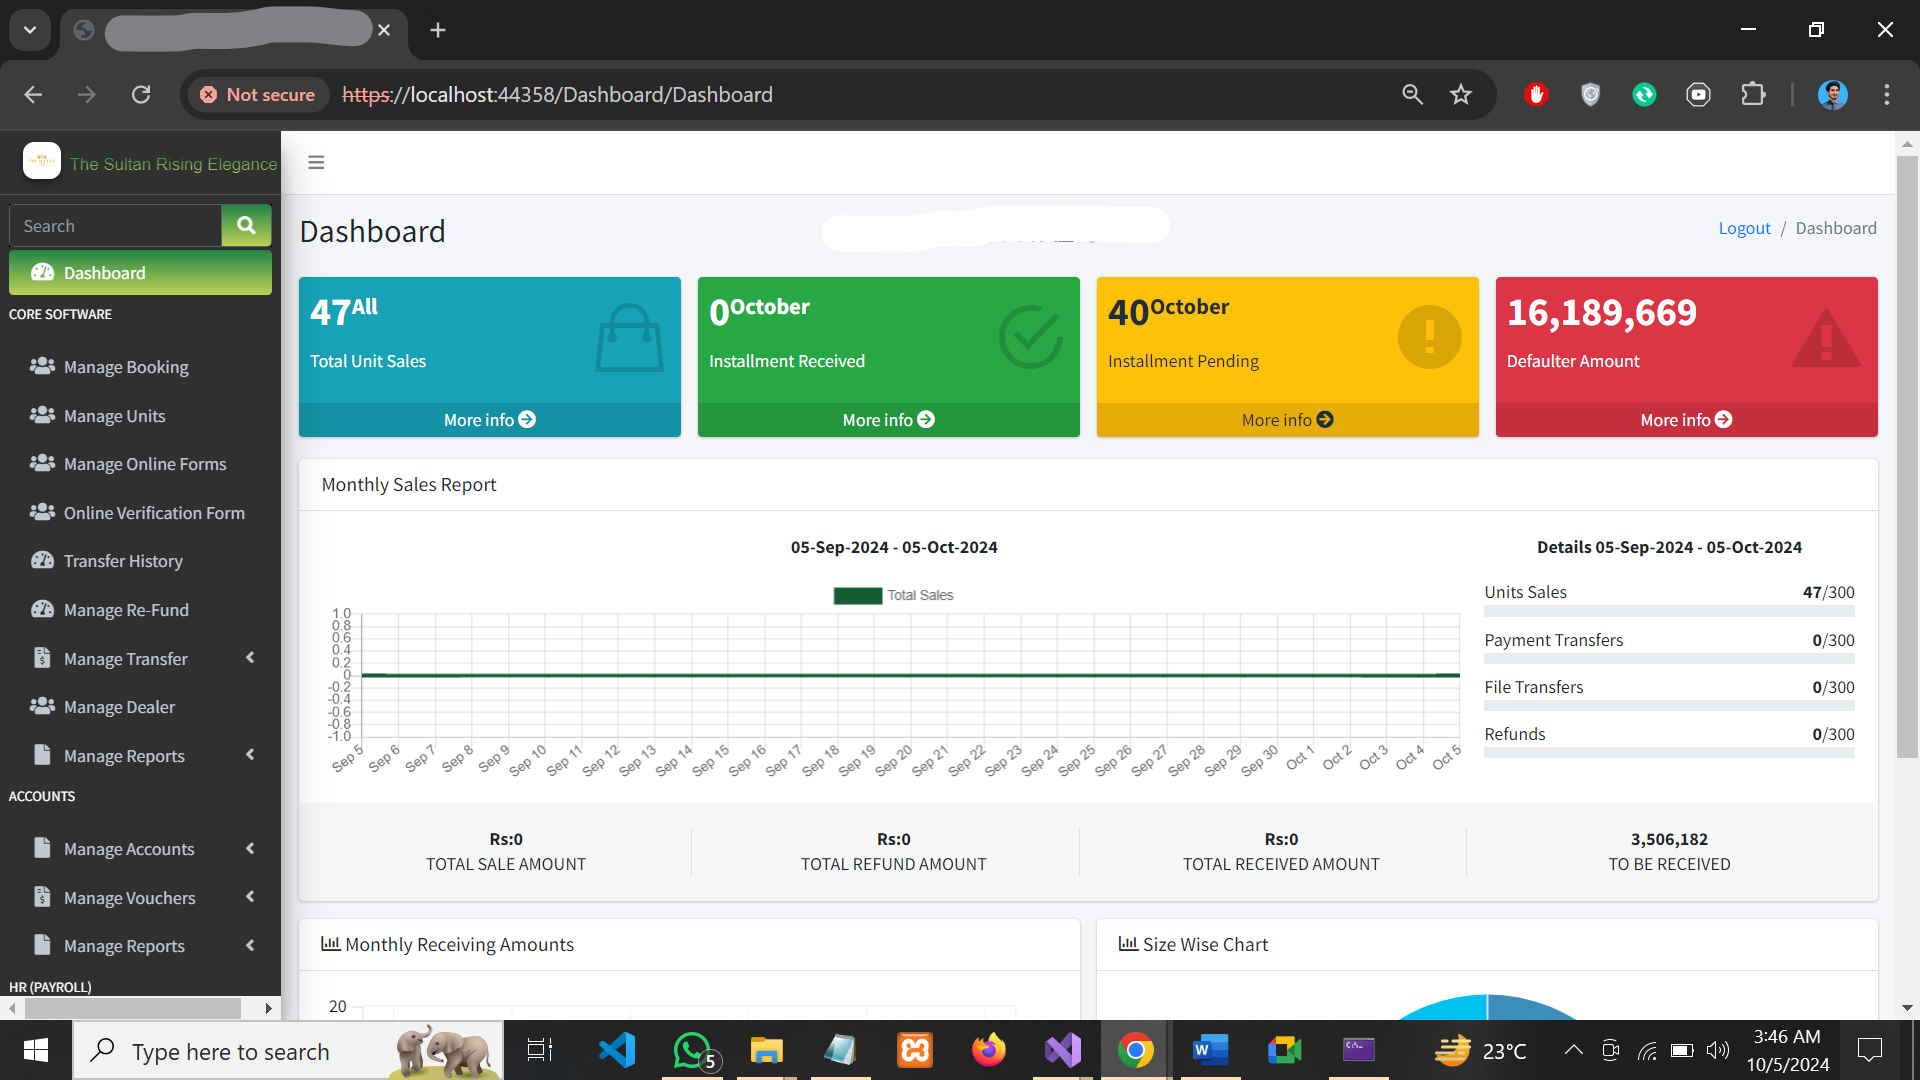 Not secure https://localhost:44358/Dashboard/Dashboard
The Sultan Rising Elegance
Search
Dashboard
CORE SOFTWARE
Manage Booking
Manage Units
Manage Online Forms
Online Verification Form
Transfer History
Manage Re-Fund
Manage Transfer
Manage Dealer
Manage Reports
ACCOUNTS
Manage Accounts
Manage Vouchers
Manage Reports
HR (PAYROLL)
Dashboard
Logout / Dashboard
47All
Total Unit Sales
More info
0October
Installment Received
More info
40October
Installment Pending
More info
16,189,669
Defaulter Amount
More info
Monthly Sales Report
05-Sep-2024 - 05-Oct-2024
Total Sales
1.0
0.8
0.6
0.4
0.2
0
-0.2
-0.4
-0.6
-0.8
-1.0
Sep 5 Sep 6 Sep 7 Sep 8 Sep 9 Sep 10 Sep 11 Sep 12 Sep 13 Sep 14 Sep 15 Sep 16 Sep 17 Sep 18 Sep 19 Sep 20 Sep 21 Sep 22 Sep 23 Sep 24 Sep 25 Sep 26 Sep 27 Sep 28 Sep 29 Sep 30 Oct 1 Oct 2 Oct 3 Oct 4 Oct 5
Details 05-Sep-2024 - 05-Oct-2024
Units Sales 47/300
Payment Transfers 0/300
File Transfers 0/300
Refunds 0/300
Rs:0
TOTAL SALE AMOUNT
Rs:0
TOTAL REFUND AMOUNT
Rs:0
TOTAL RECEIVED AMOUNT
3,506,182
TO BE RECEIVED
Monthly Receiving Amounts
20
Size Wise Chart
Type here to search
5
23°C
3:46 AM
10/5/2024